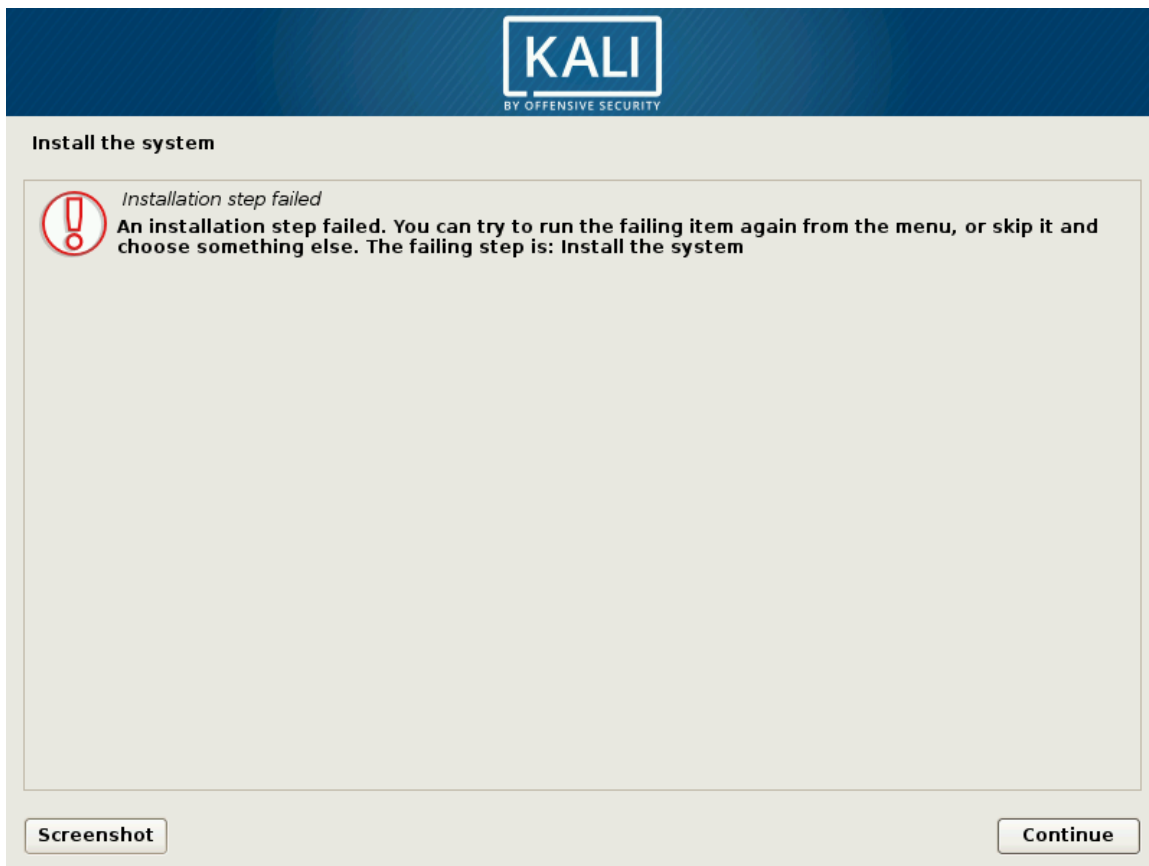 KALI
BY OFFENSIVE SECURITY
Install the system
Installation step failed
An installation step failed. You can try to run the failing item again from the menu, or skip it and
choose something else. The failing step is: Install the system
Screenshot
Continue